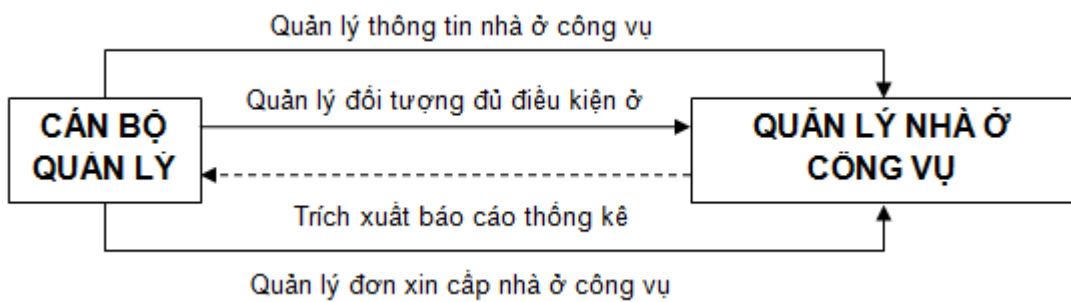 Quản lý thông tin nhà ở công vụ
Quản lý đối tượng đủ điều kiện ở
CÁN BỘ
QUẢN LÝ
QUẢN LÝ NHÀ Ở
CÔNG VỤ
Trích xuất báo cáo thống kê
Quản lý đơn xin cấp nhà ở công vụ